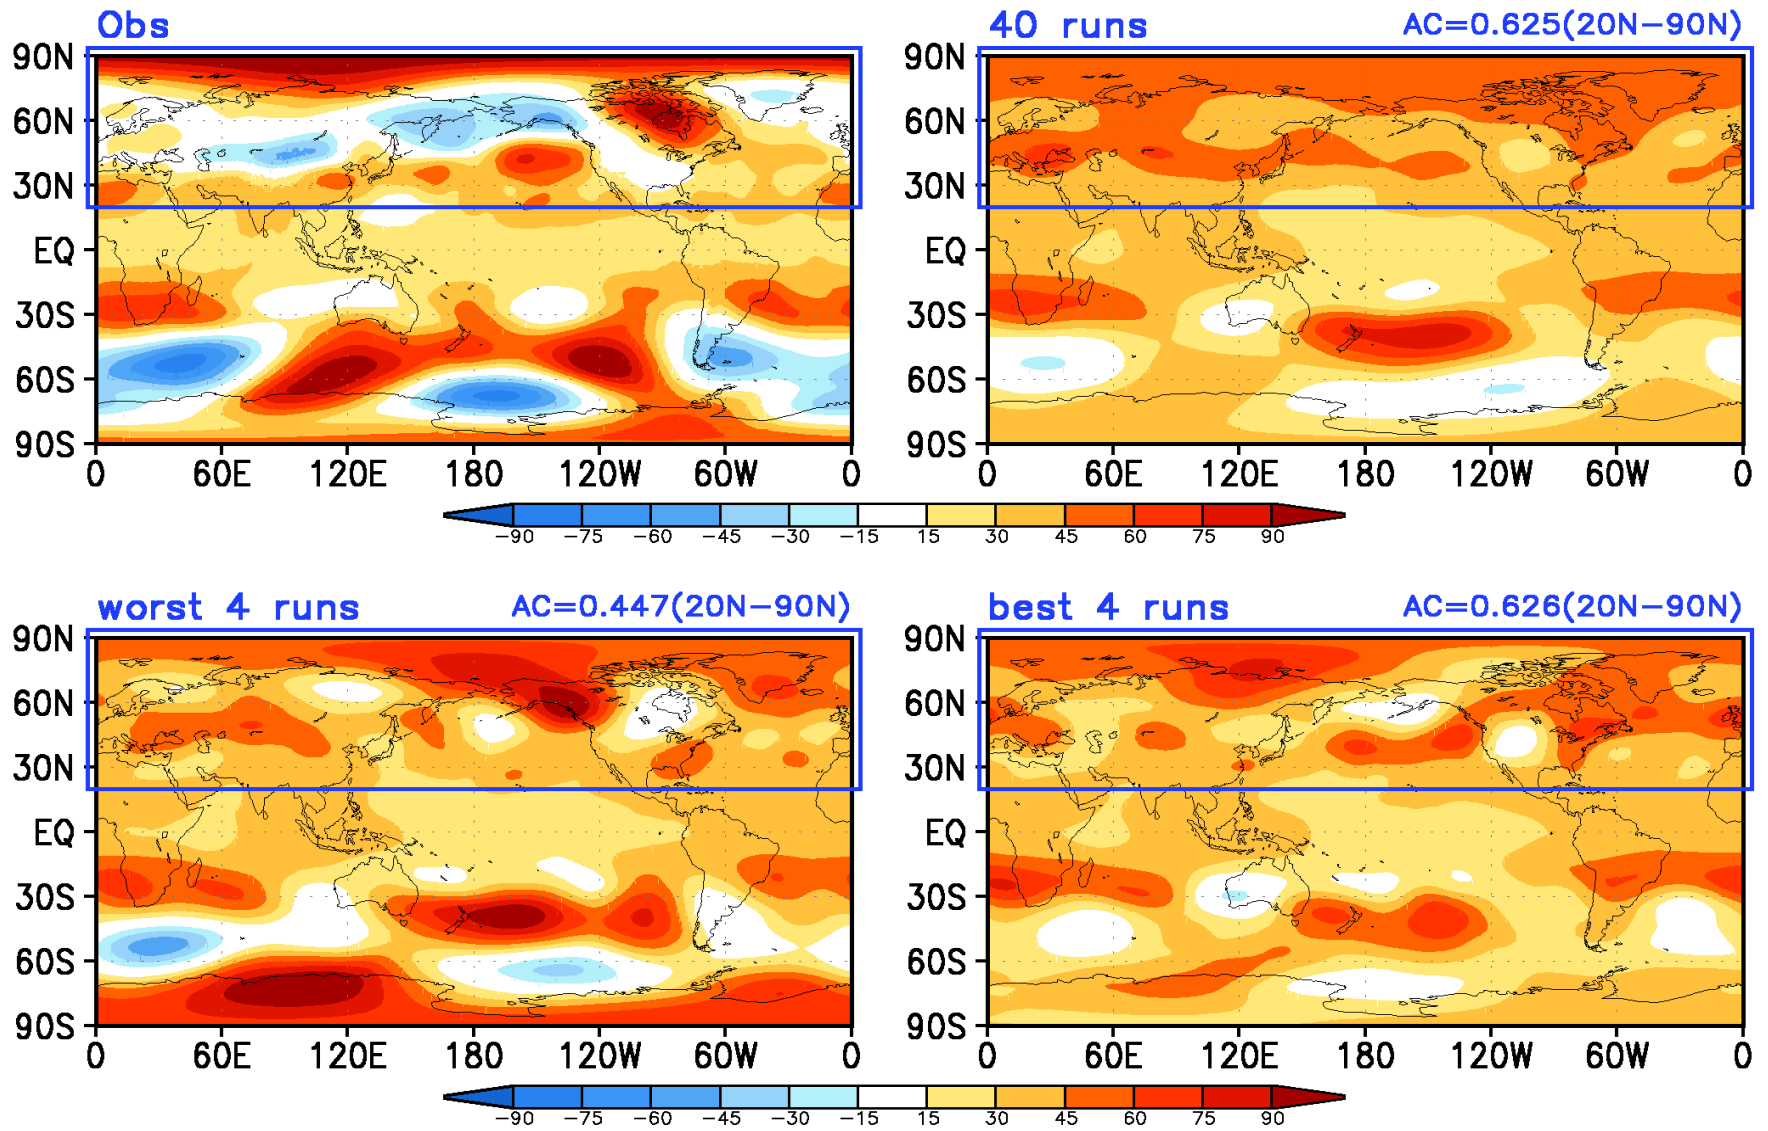 Obs
40 runs AC=0.625(20N−90N)
90N 90N
60N 60N
30N 30N
EQ EQ
30S 30S
60S 60S
90S 90S
0 60E 120E 180 120W 60W 0 0 60E 120E 180 120W 60W 0
−90 −75 −60 −45 −30 −15 15 30 45 60 75 90
worst 4 runs AC=0.447(20N−90N) best 4 runs AC=0.626(20N−90N)
90N 90N
60N 60N
30N 30N
EQ EQ
30S 30S
60S 60S
90S 90S
0 60E 120E 180 120W 60W 0 0 60E 120E 180 120W 60W 0
−90 −75 −60 −45 −30 −15 15 30 45 60 75 90